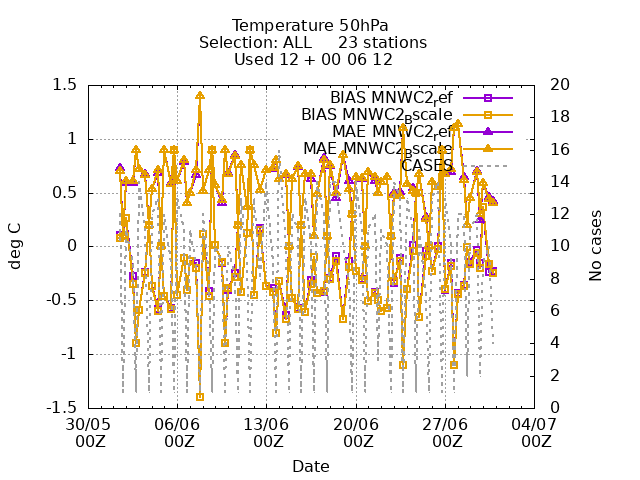 Temperature 50hPa
Selection: ALL 23 stations
Used 12 + 00 06 12
BIAS MNWC2_ref
BIAS MNWC2_Bscale
MAE MNWC2_ref
MAE MNWC2_Bscale
CASES
deg C
1.5
1
0.5
0
-0.5
-1
-1.5
No cases
20
18
16
14
12
10
8
6
4
2
0
30/05 06/06 13/06 20/06 27/06 04/07
00Z 00Z 00Z 00Z 00Z 00Z
Date